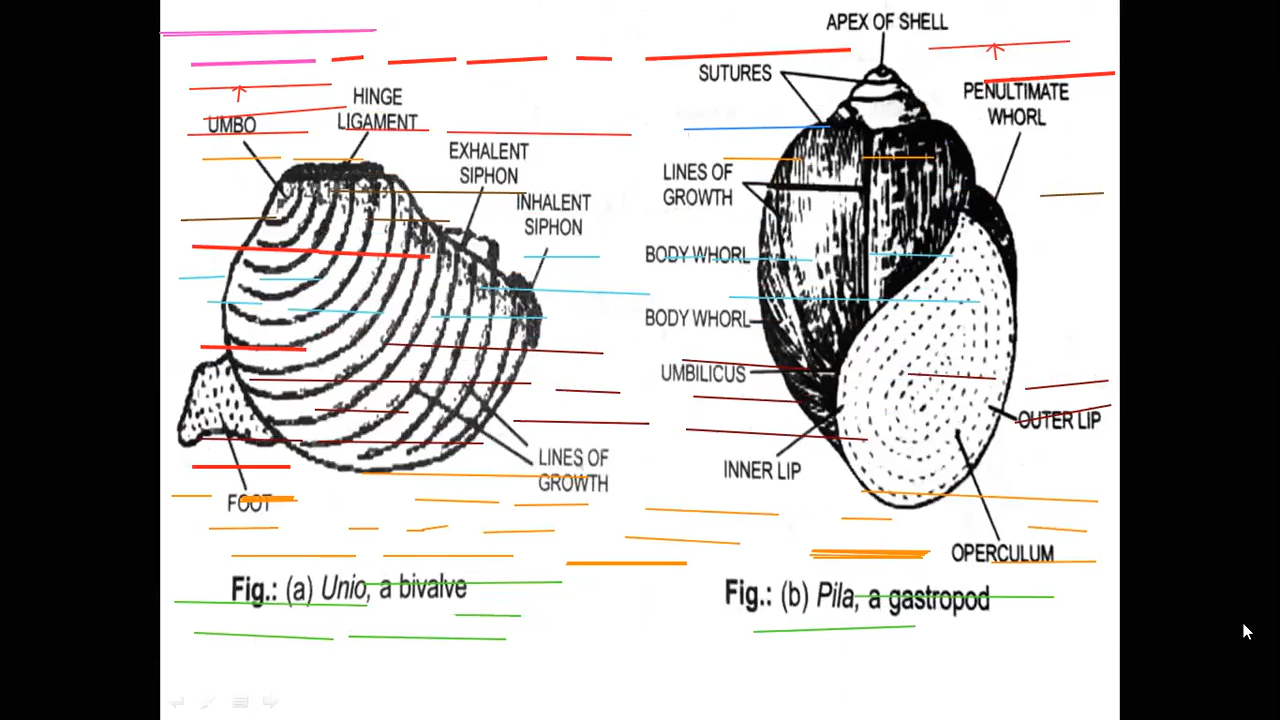 APEX OF SHELL
SUTURES
PENULTIMATE
WHORL
HINGE
LIGAMENT
UMBO
EXHALENT
SIPHON
INHALENT
SIPHON
LINES OF
GROWTH
BODY WHORL
BODY WHORL
UMBILICUS
OUTER LIP
INNER LIP
LINES OF
GROWTH
FOOT
OPERCULUM
Fig.: (a) Unio, a bivalve
Fig.: (b) Pila, a gastropod